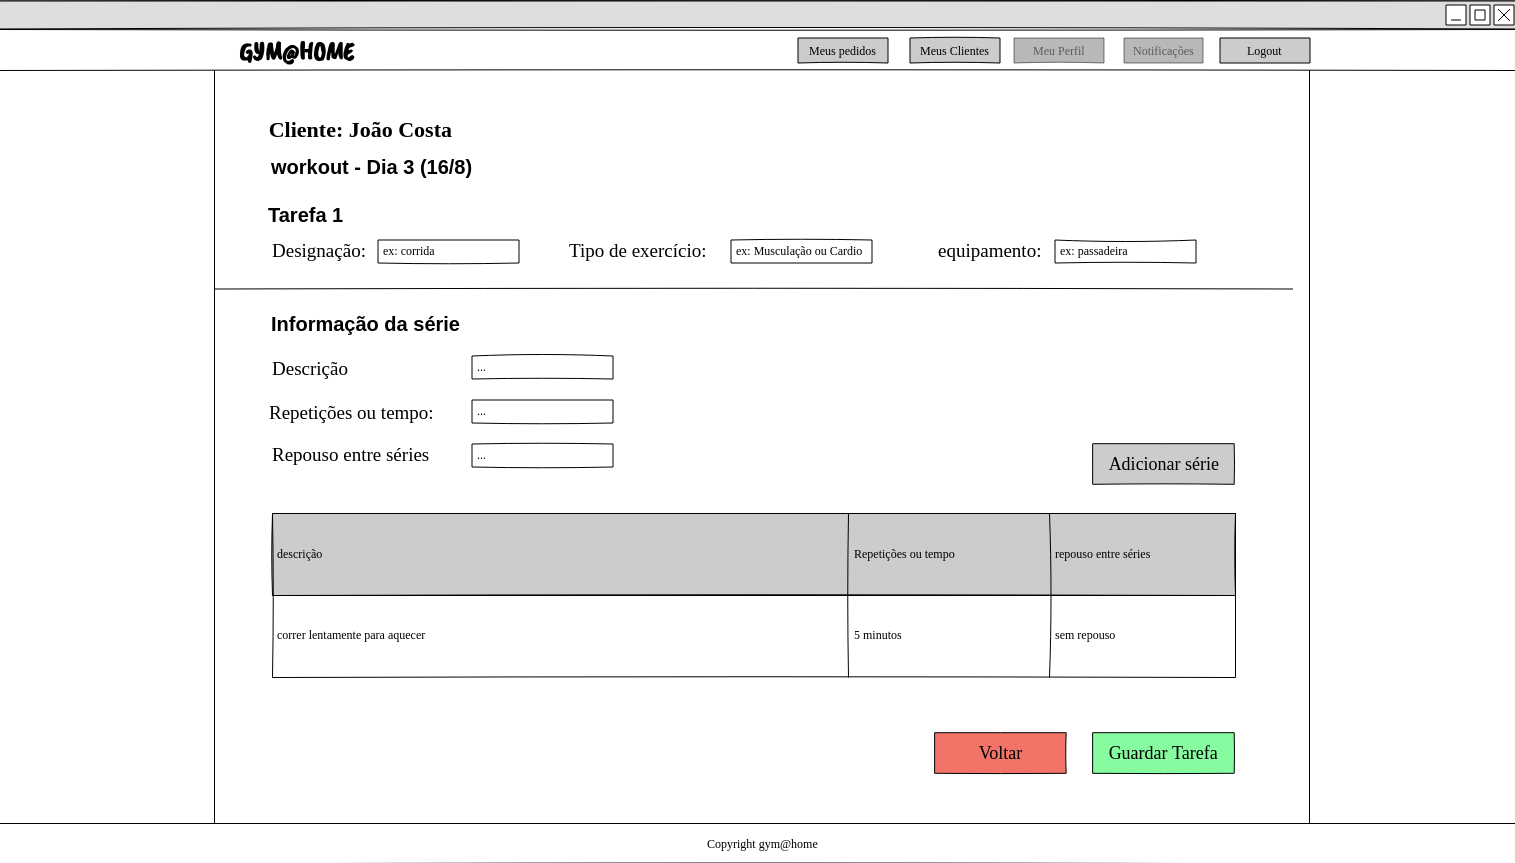 GYM@HOME Meus pedidos Meus Clientes Meu Perfil Notificações Logout
Cliente: João Costa
workout - Dia 3 (16/8)
Tarefa 1
Designação: ex: corrida Tipo de exercício: ex: Musculação ou Cardio equipamento: ex: passadeira
Informação da série
Descrição ...
Repetições ou tempo: ...
Repouso entre séries ...
Adicionar série
descrição Repetições ou tempo repouso entre séries
correr lentamente para aquecer 5 minutos sem repouso
Voltar Guardar Tarefa
Copyright gym@home